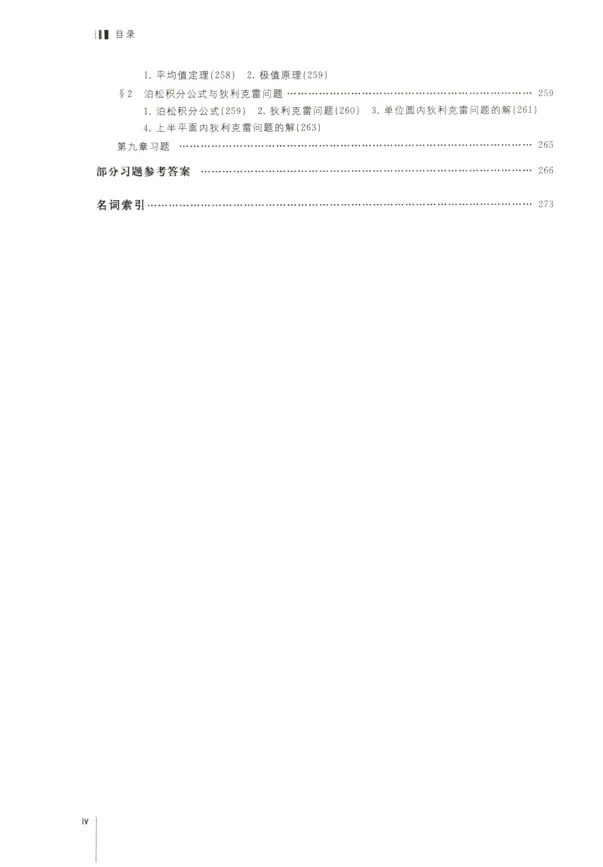 目录
1. 平均值定理(258) 2. 极值原理(259)
§2 泊松积分公式与狄利克雷问题 …… 259
1. 泊松积分公式(259) 2. 狄利克雷问题(260) 3. 单位圆内狄利克雷问题的解(261)
4. 上半平面内狄利克雷问题的解(263)
第九章习题 …… 265
部分习题参考答案 …… 266
名词索引 …… 273
iv